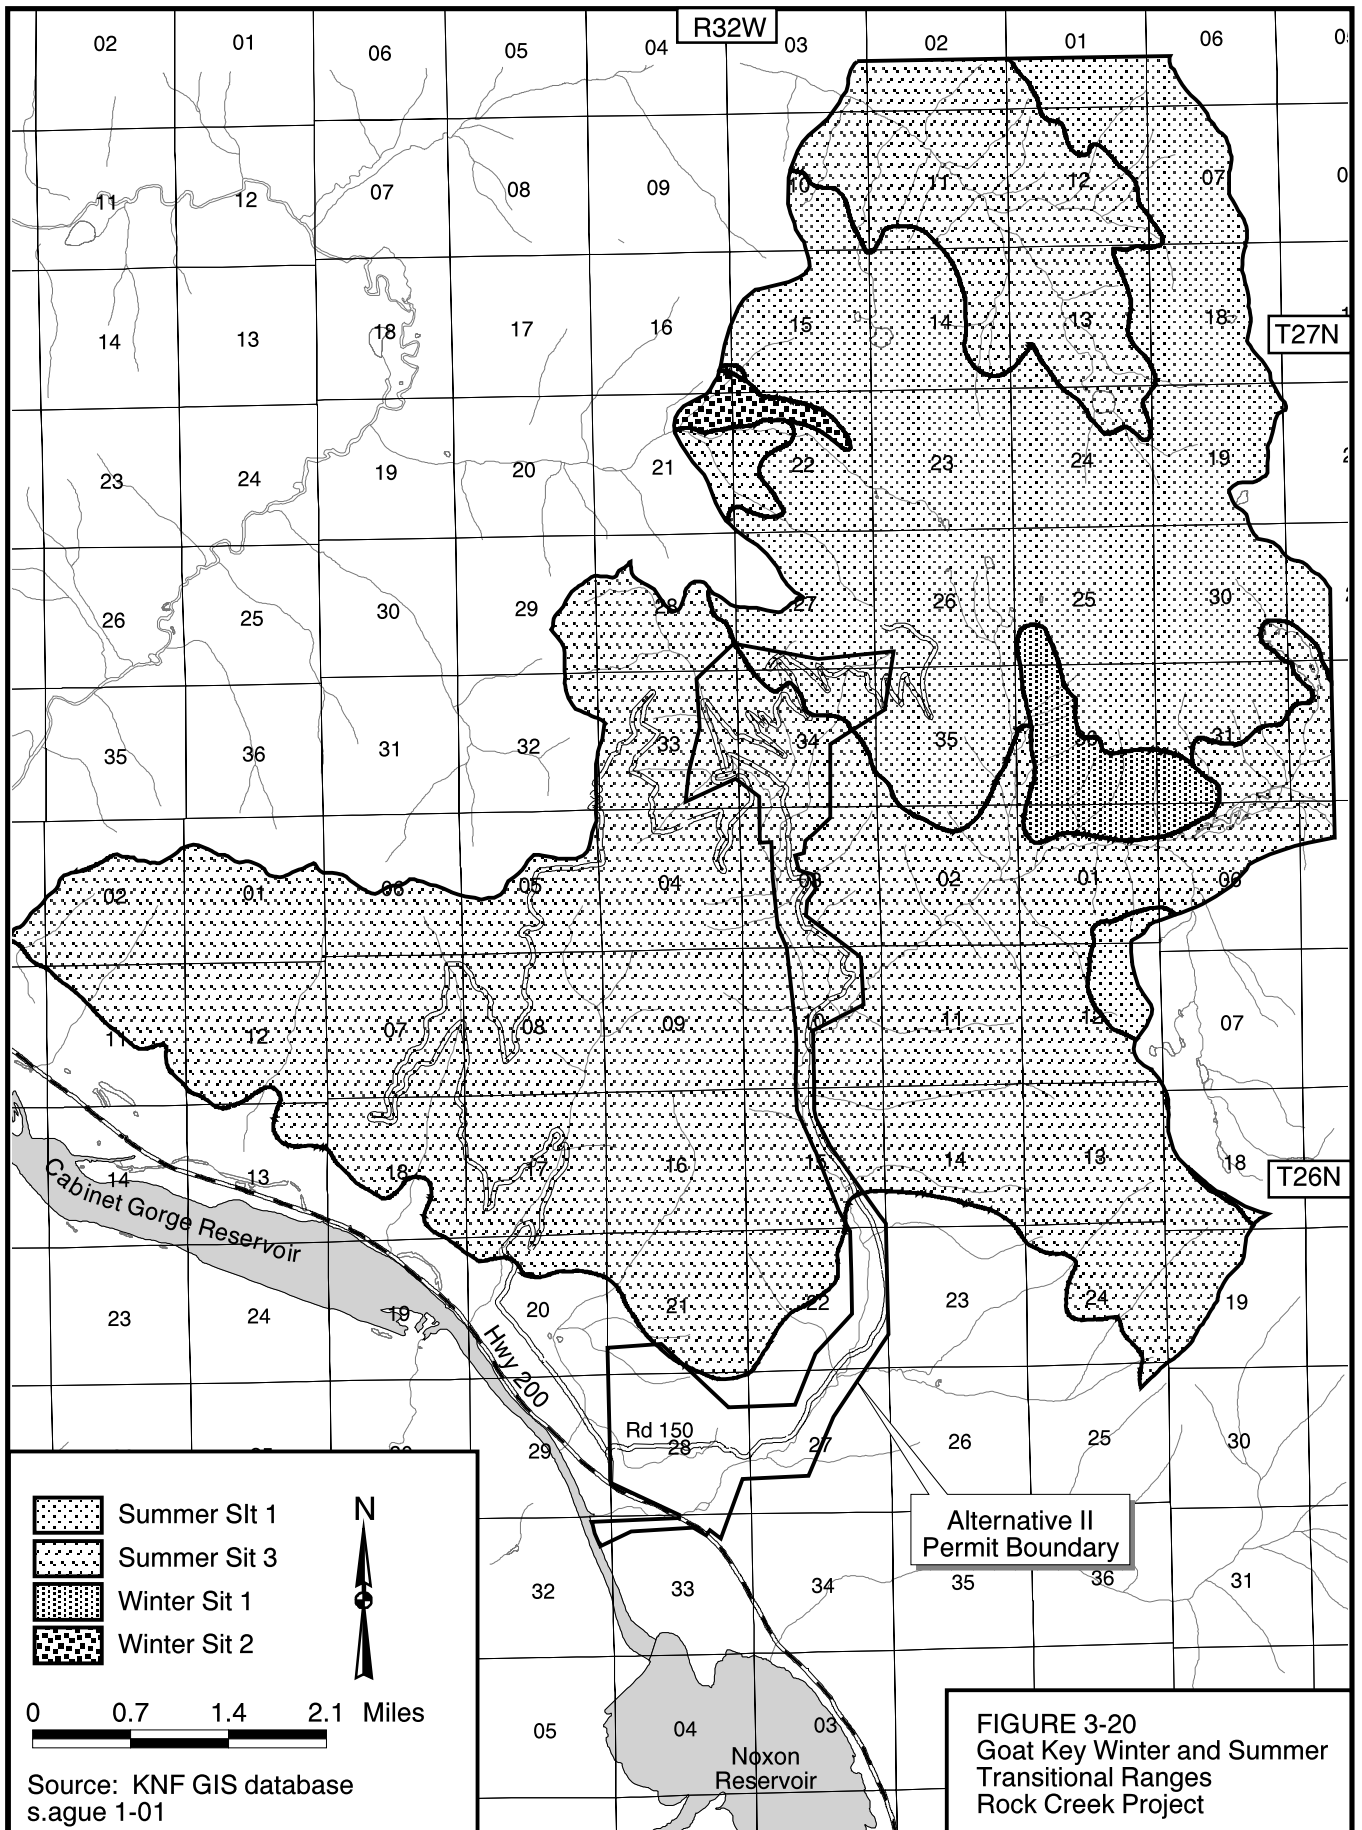 R32W
02 01 06 05 04 03 02 01 06
11 12 07 08 09 10 11 12 07
14 13 18 17 16 15 14 13 18
T27N
23 24 19 20 21 22 23 24 19
26 25 30 29 28 27 26 25 30
35 36 31 32 33 34 35 36 31
02 01 06 05 04 03 02 01 06
11 12 07 08 09 10 11 12 07
14 13 18 17 16 15 14 13 18
T26N
Cabinet Gorge Reservoir
23 24 19 20 21 22 23 24 19
Hwy 200
Rd 150
29 28 27 26 25 30
Alternative II
Permit Boundary
32 33 34 35 36 31
05 04 03
Noxon
Reservoir
Summer SIt 1
Summer Sit 3
Winter Sit 1
Winter Sit 2
N
0 0.7 1.4 2.1 Miles
Source: KNF GIS database
s.ague 1-01
FIGURE 3-20
Goat Key Winter and Summer
Transitional Ranges
Rock Creek Project